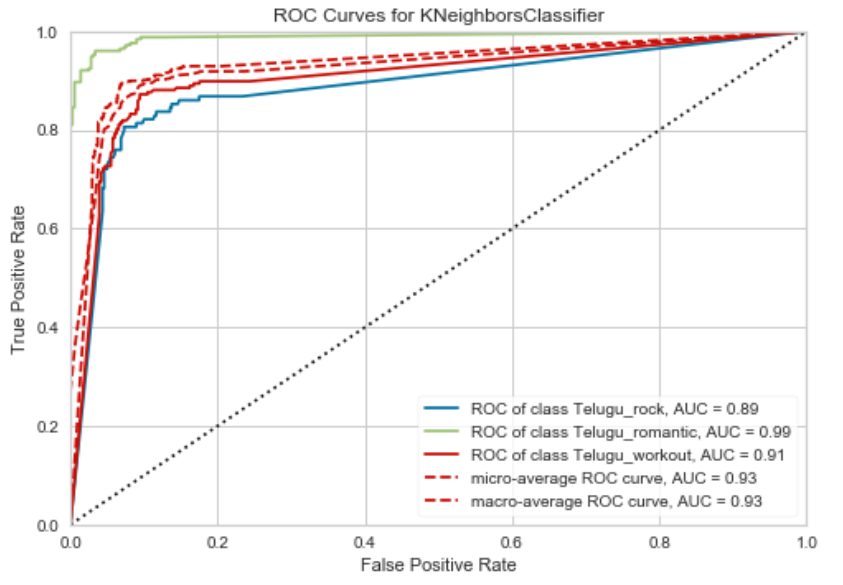 ROC Curves for KNeighborsClassifier
1.0
0.8
0.6
0.4
0.2
0.0
True Positive Rate
ROC of class Telugu_rock, AUC = 0.89
ROC of class Telugu_romantic, AUC = 0.99
ROC of class Telugu_workout, AUC = 0.91
micro-average ROC curve, AUC = 0.93
macro-average ROC curve, AUC = 0.93
0.0 0.2 0.4 0.6 0.8 1.0
False Positive Rate